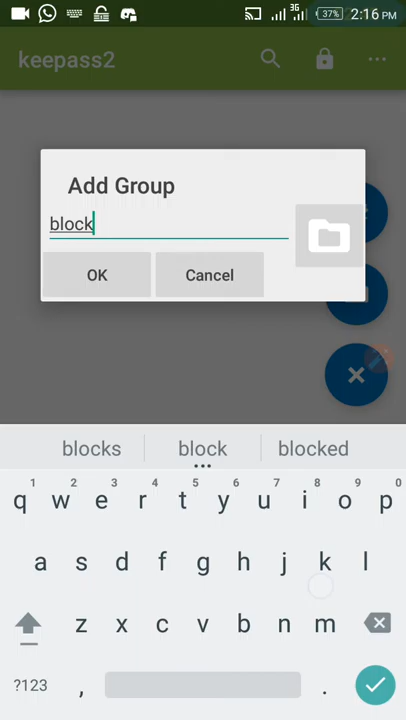 3G 37% 2:16 PM
keepass2
Add Group
block
OK Cancel
blocks block blocked
1 2 3 4 5 6 7 8 9 0
q w e r t y u i o p
a s d f g h j k l
z x c v b n m
?123 , .